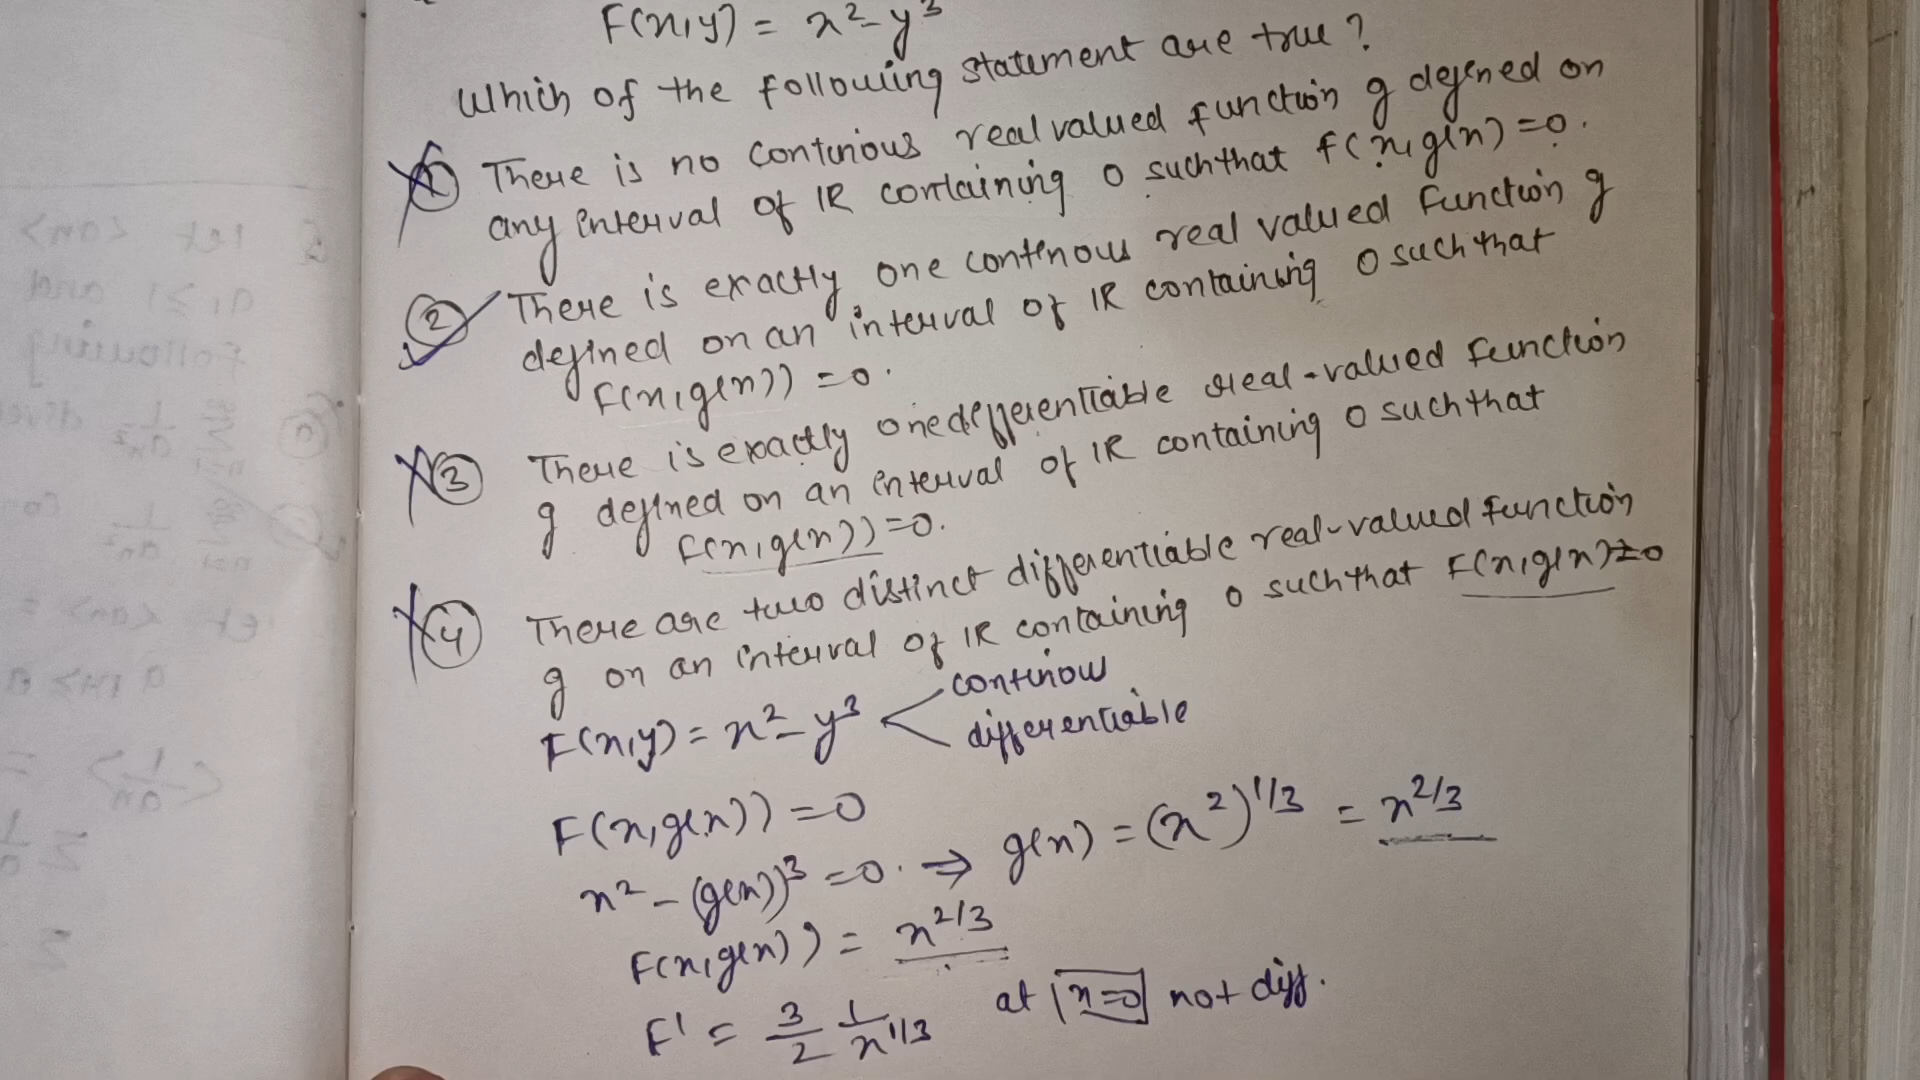 F(x,y) = x² - y³
Which of the following statement are true?
① There is no continious real valued function g defined on
any interval of IR containing 0 such that f(x, g(x)) = 0.
② There is exactly one continous real valued function g
defined on an interval of IR containing 0 such that
F(x, g(x)) = 0.
③ There is exactly one differentiable real-valued function
g defined on an interval of IR containing 0 such that
F(x, g(x)) = 0.
④ There are two distinct differentiable real-valued function
g on an interval of IR containing 0 such that F(x, g(x)) = 0
F(x,y) = x² - y³ < continow
differentiable
F(x, g(x)) = 0
x² - (g(x))³ = 0. ⇒ g(x) = (x²)^1/3 = x^2/3
F(x, g(x)) = x^2/3
F' = 3/2 1/x^1/3 at x=0 not diff.